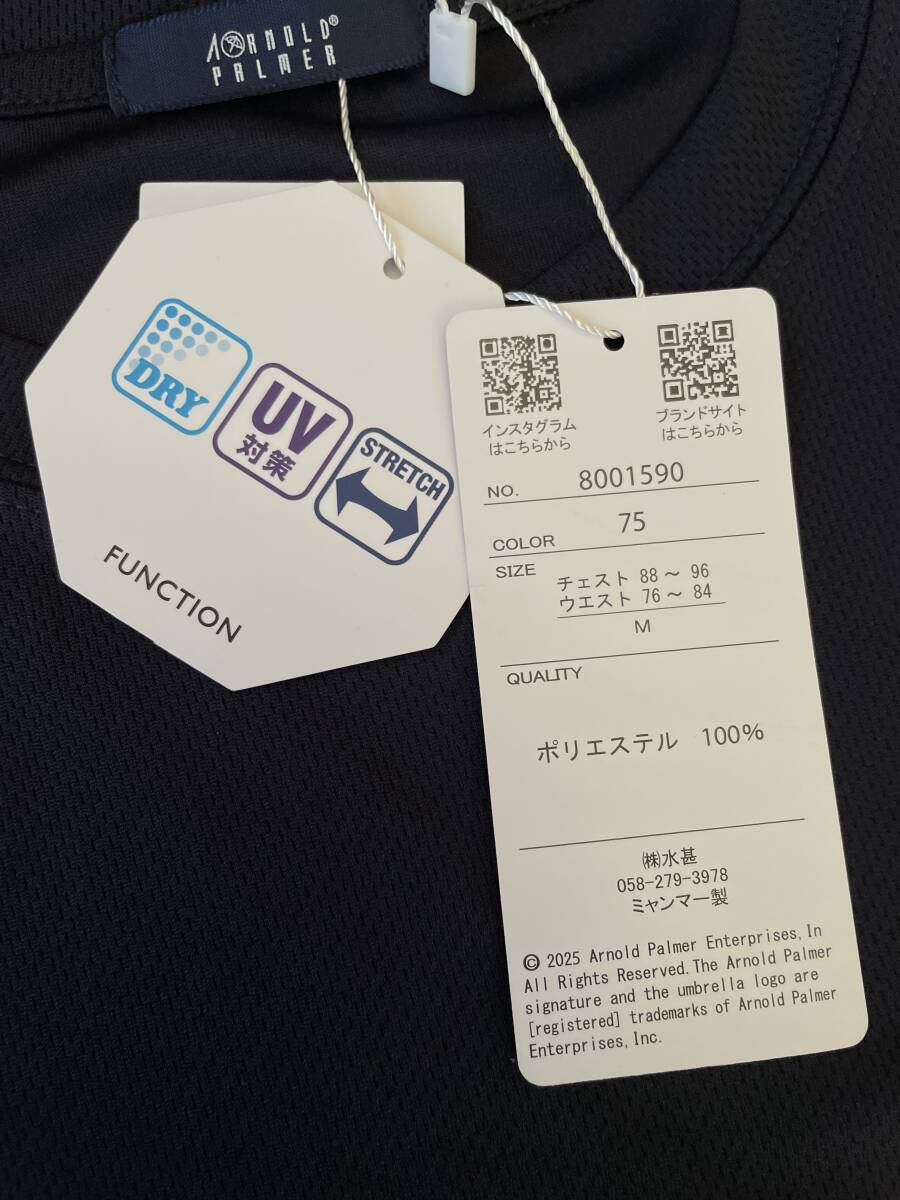 ARNOLD®
PALMER
DRY
UV
対策
STRETCH
FUNCTION
インスタグラム
はこちらから
ブランドサイト
はこちらから
NO. 8001590
COLOR 75
SIZE
チェスト 88～ 96
ウエスト 76～ 84
M
QUALITY
ポリエステル 100%
㈱水甚
058-279-3978
ミャンマー製
© 2025 Arnold Palmer Enterprises, In
All Rights Reserved. The Arnold Palmer
signature and the umbrella logo are
[registered] trademarks of Arnold Palmer
Enterprises, Inc.